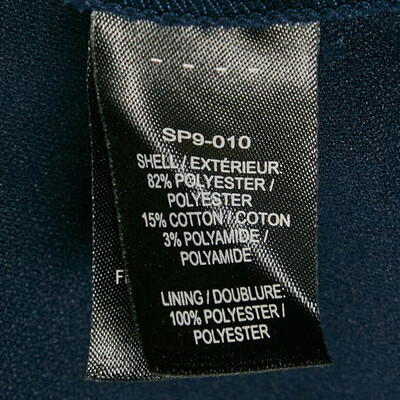 SP9-010
SHELL / EXTÉRIEUR:
82% POLYESTER /
POLYESTER
15% COTTON / COTON
3% POLYAMIDE /
POLYAMIDE
LINING / DOUBLURE:
100% POLYESTER /
POLYESTER